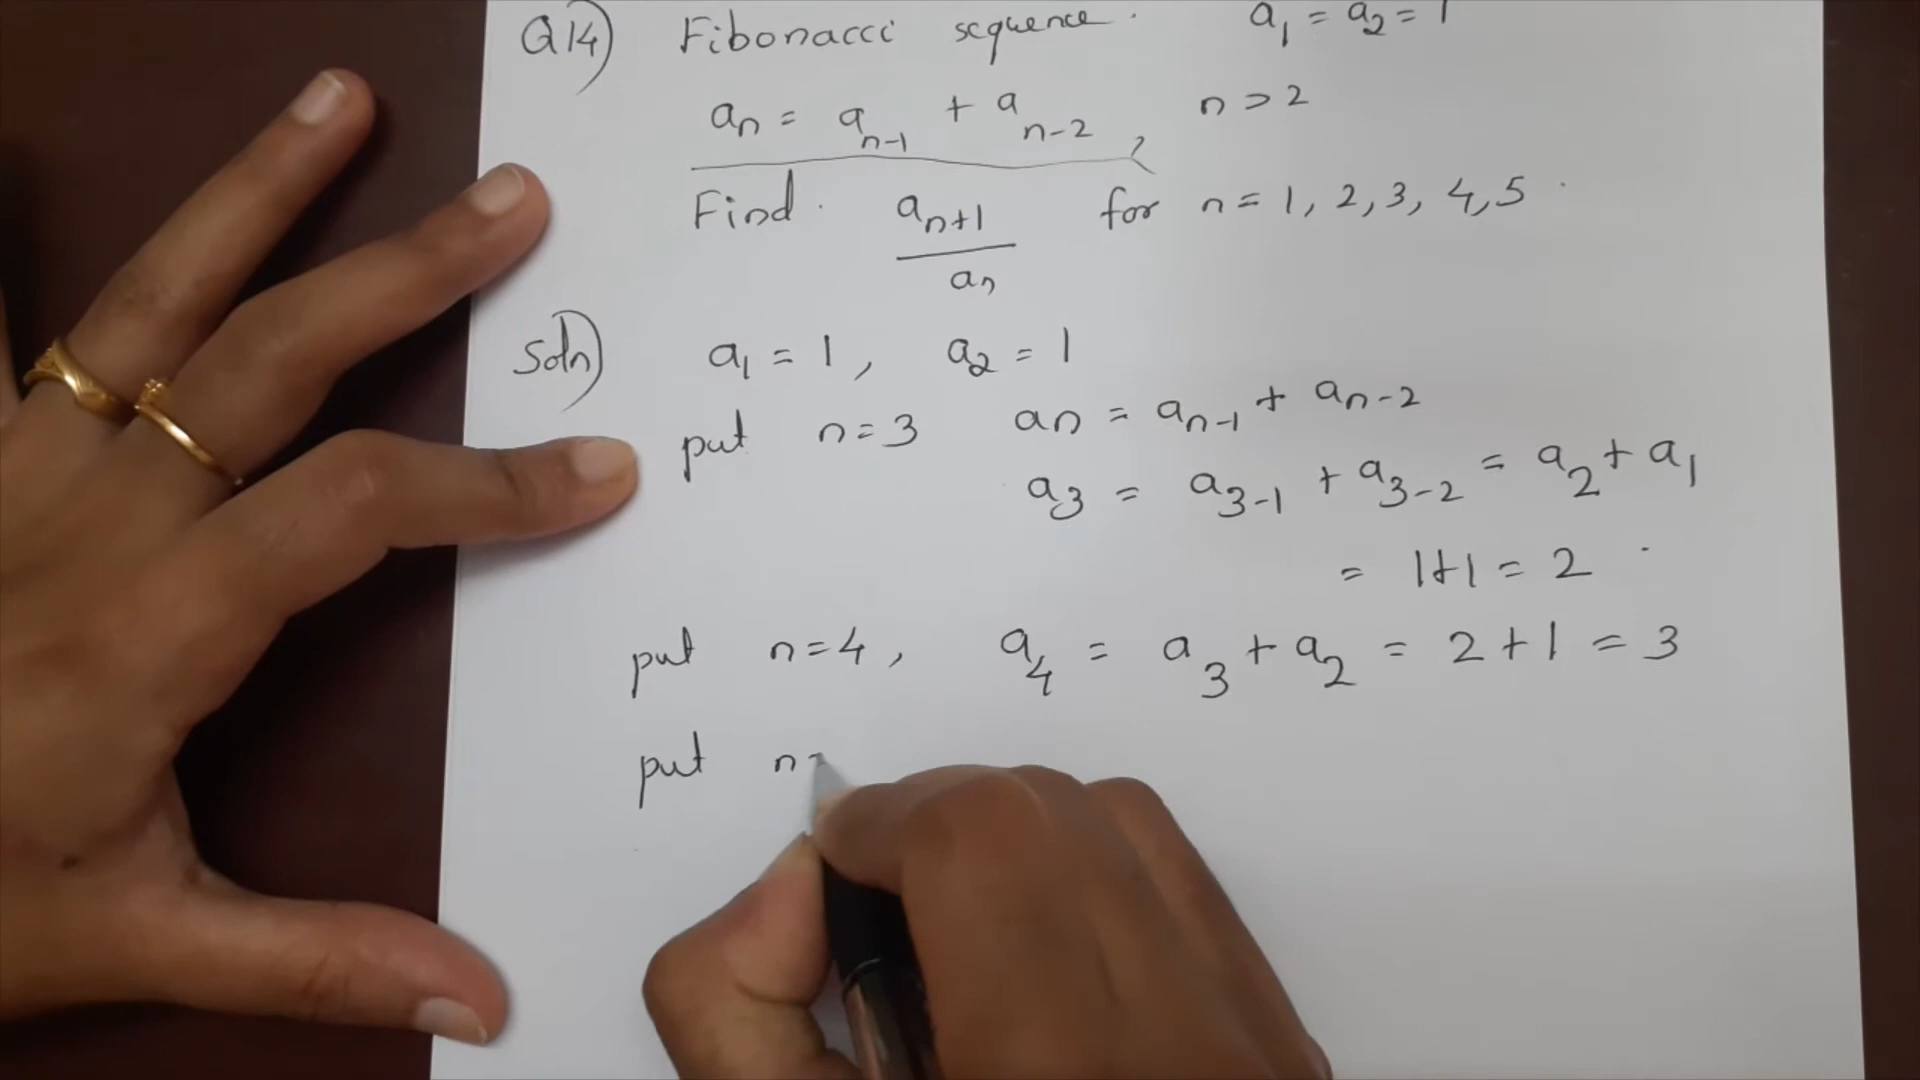 Q14) Fibonacci sequence. a₁ = a₂ = 1
aₙ = aₙ₋₁ + aₙ₋₂, n > 2
Find. aₙ₊₁ / aₙ for n = 1, 2, 3, 4, 5.
Soln) a₁ = 1, a₂ = 1
put n=3 aₙ = aₙ₋₁ + aₙ₋₂
a₃ = a₃₋₁ + a₃₋₂ = a₂ + a₁
= 1+1 = 2.
put n=4, a₄ = a₃ + a₂ = 2+1 = 3
put n=